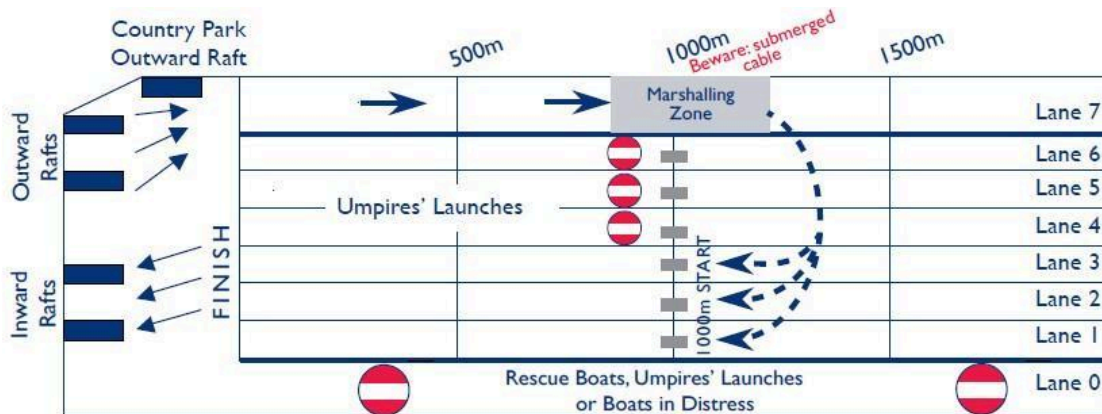 Country Park
Outward Raft
500m
1000m
Beware: submerged
cable
1500m
Marshalling
Zone
Lane 7
Outward
Rafts
Lane 6
Lane 5
Umpires' Launches
Lane 4
FINISH
1000m START
Lane 3
Inward
Rafts
Lane 2
Lane 1
Rescue Boats, Umpires' Launches
or Boats in Distress
Lane 0